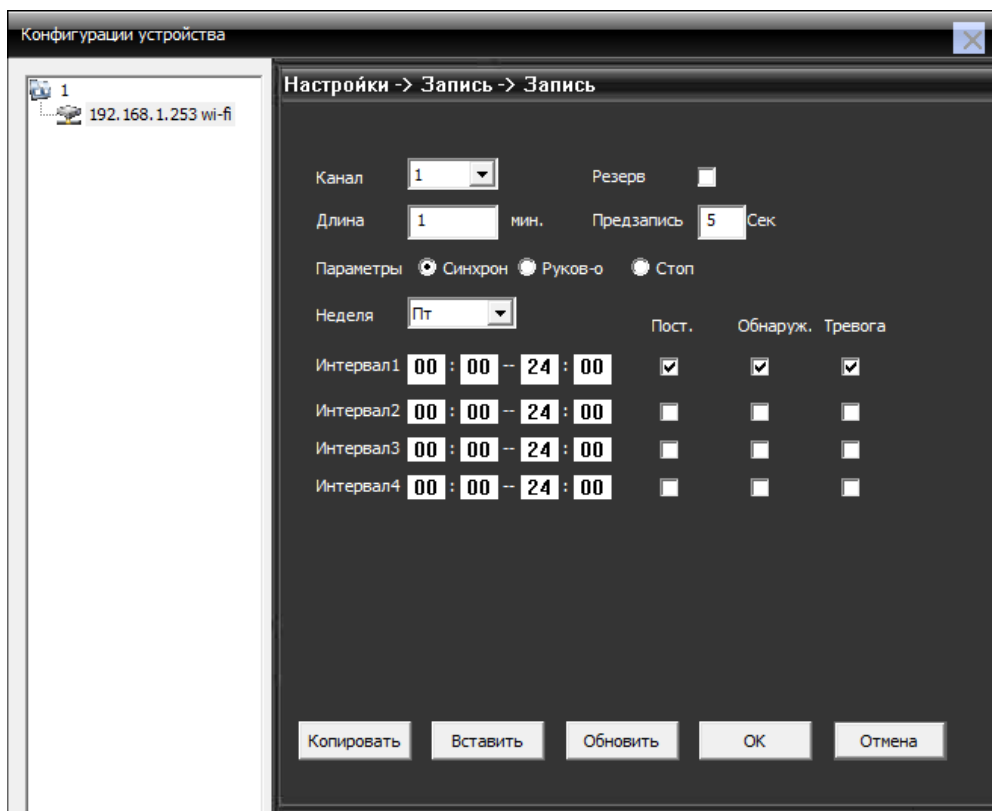 Конфигурации устройства
1
192.168.1.253 wi-fi
Настройки -> Запись -> Запись
Канал 1 Резерв
Длина 1 мин. Предзапись 5 Сек
Параметры Синхрон Руков-о Стоп
Неделя Пт Пост. Обнаруж. Тревога
Интервал1 00 : 00 -- 24 : 00
Интервал2 00 : 00 -- 24 : 00
Интервал3 00 : 00 -- 24 : 00
Интервал4 00 : 00 -- 24 : 00
Копировать Вставить Обновить OK Отмена